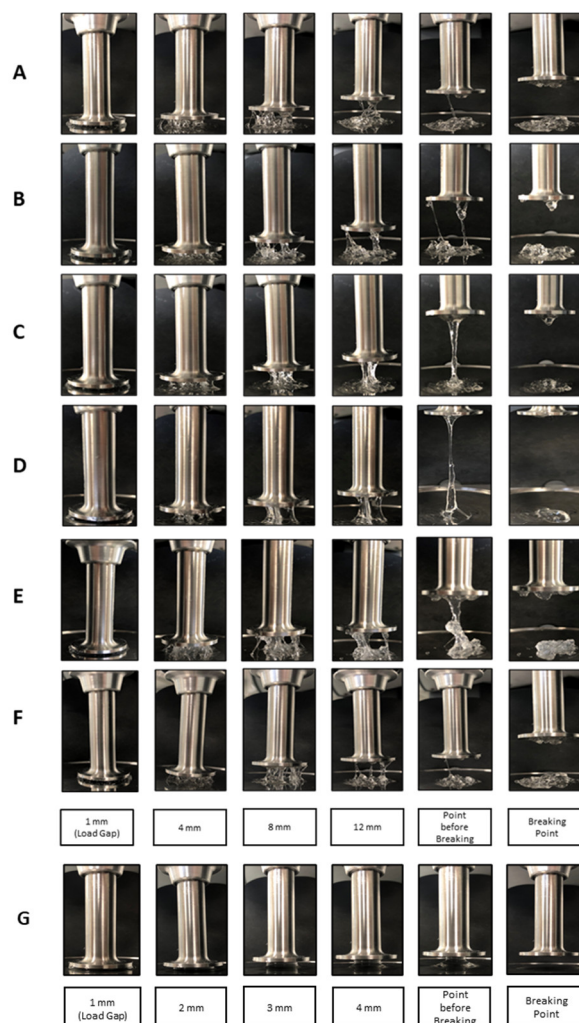 A
B
C
D
E
F
1 mm
(Load Gap)
4 mm
8 mm
12 mm
Point
before
Breaking
Breaking
Point
G
1 mm
(Load Gap)
2 mm
3 mm
4 mm
Point
before
Breaking
Breaking
Point